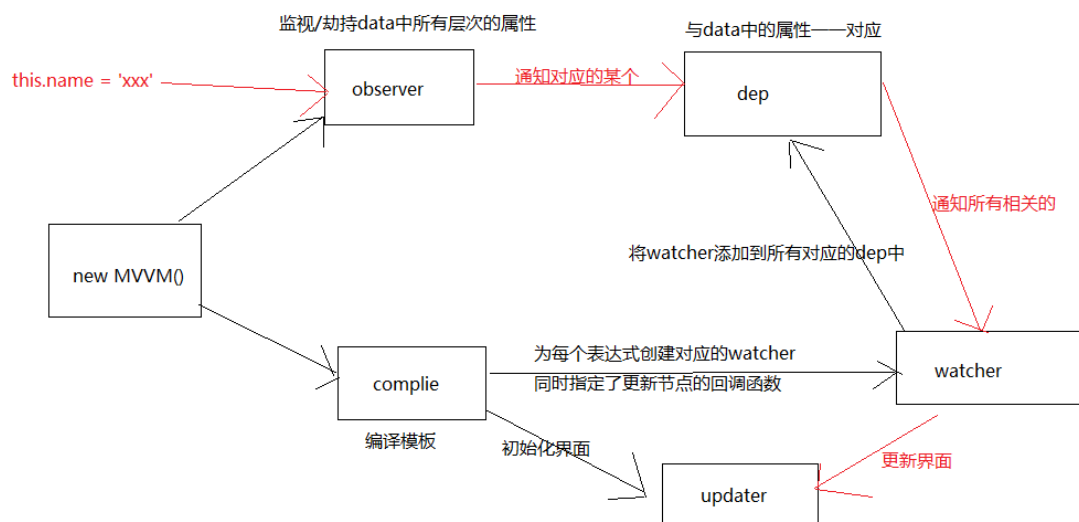 监视/劫持data中所有层次的属性
与data中的属性一一对应
this.name = 'xxx'
observer
通知对应的某个
dep
通知所有相关的
new MVVM()
将watcher添加到所有对应的dep中
为每个表达式创建对应的watcher
complie
watcher
同时指定了更新节点的回调函数
编译模板
初始化界面
更新界面
updater